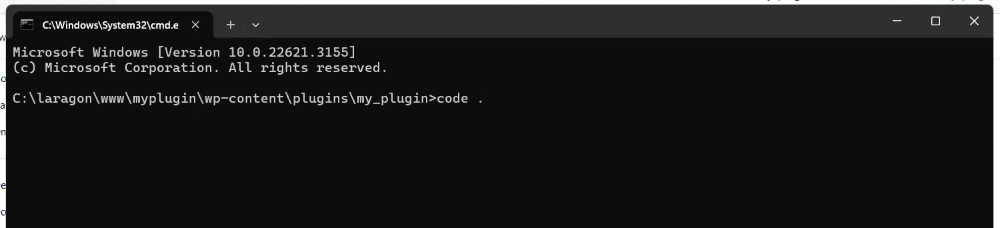 C:\Windows\System32\cmd.e
Microsoft Windows [Version 10.0.22621.3155]
(c) Microsoft Corporation. All rights reserved.
C:\laragon\www\myplugin\wp-content\plugins\my_plugin>code .